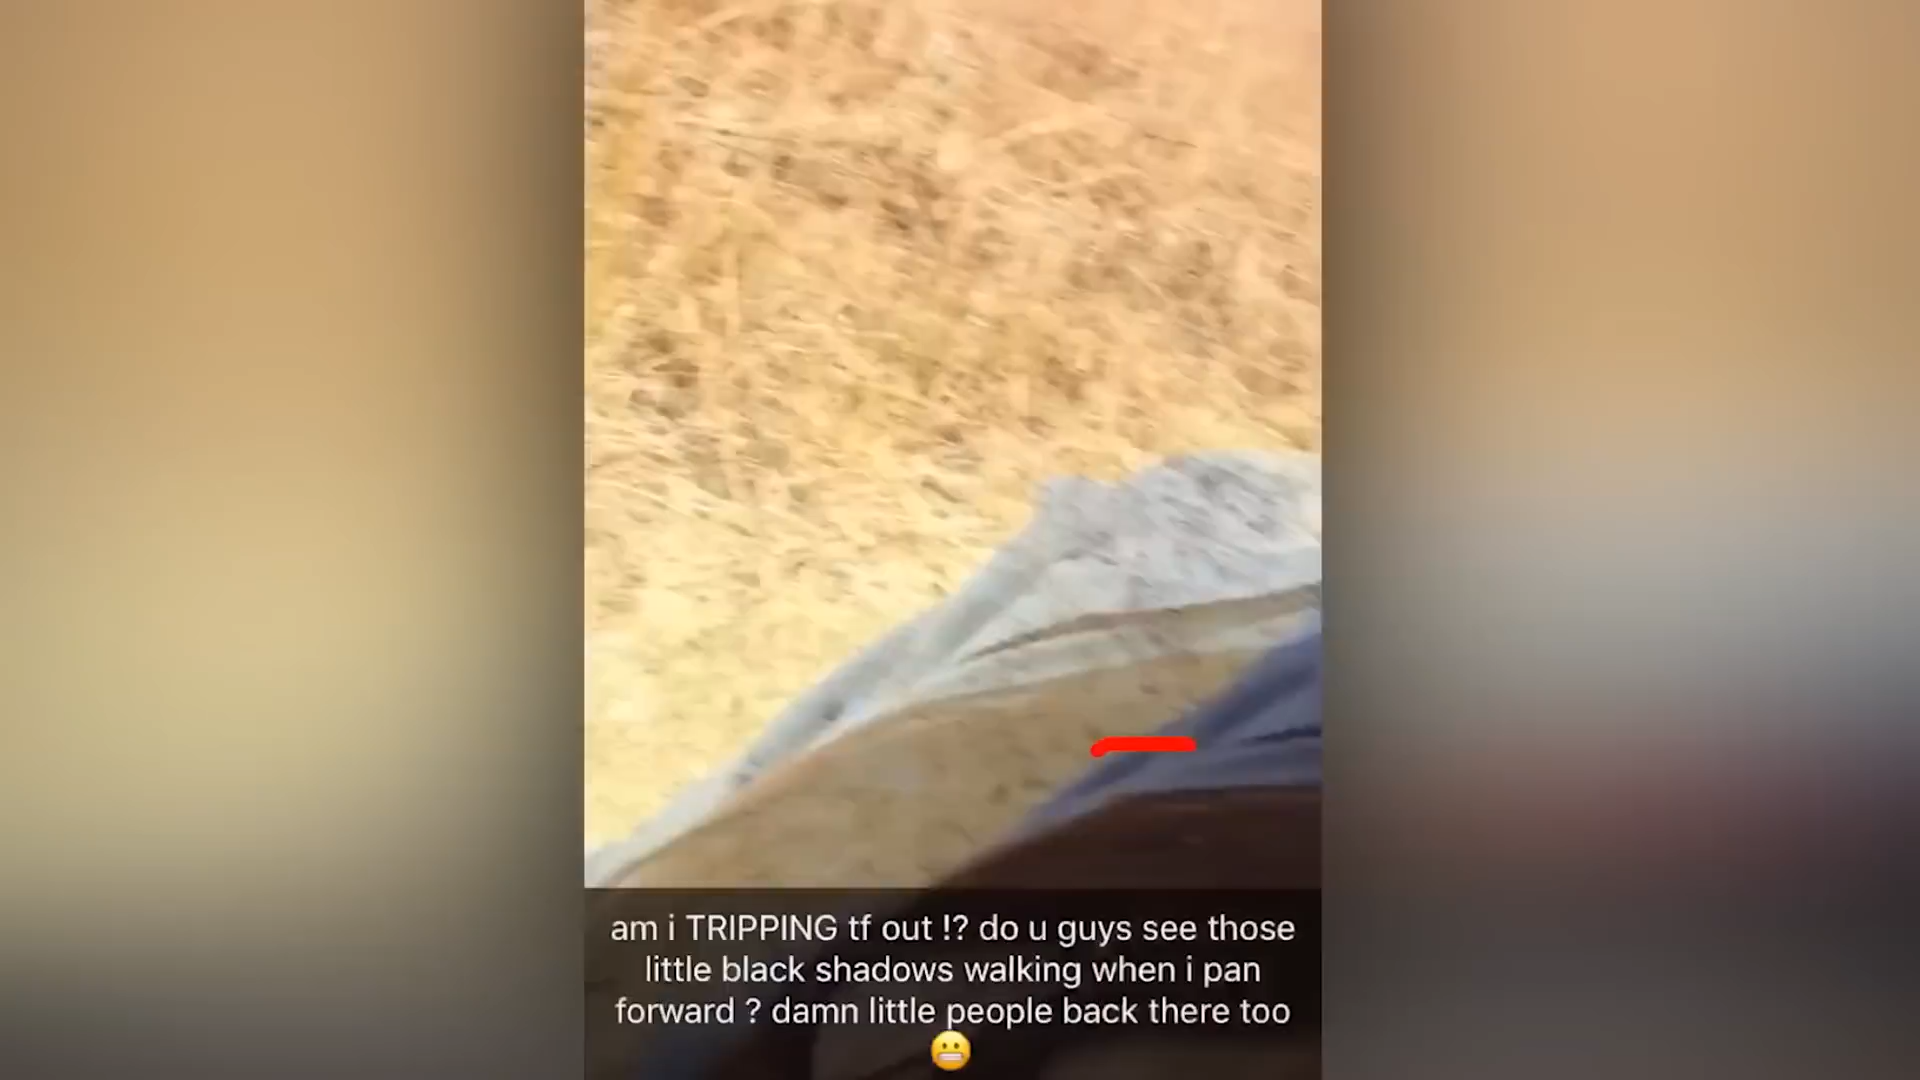 am i TRIPPING tf out !? do u guys see those
little black shadows walking when i pan
forward ? damn little people back there too
😬